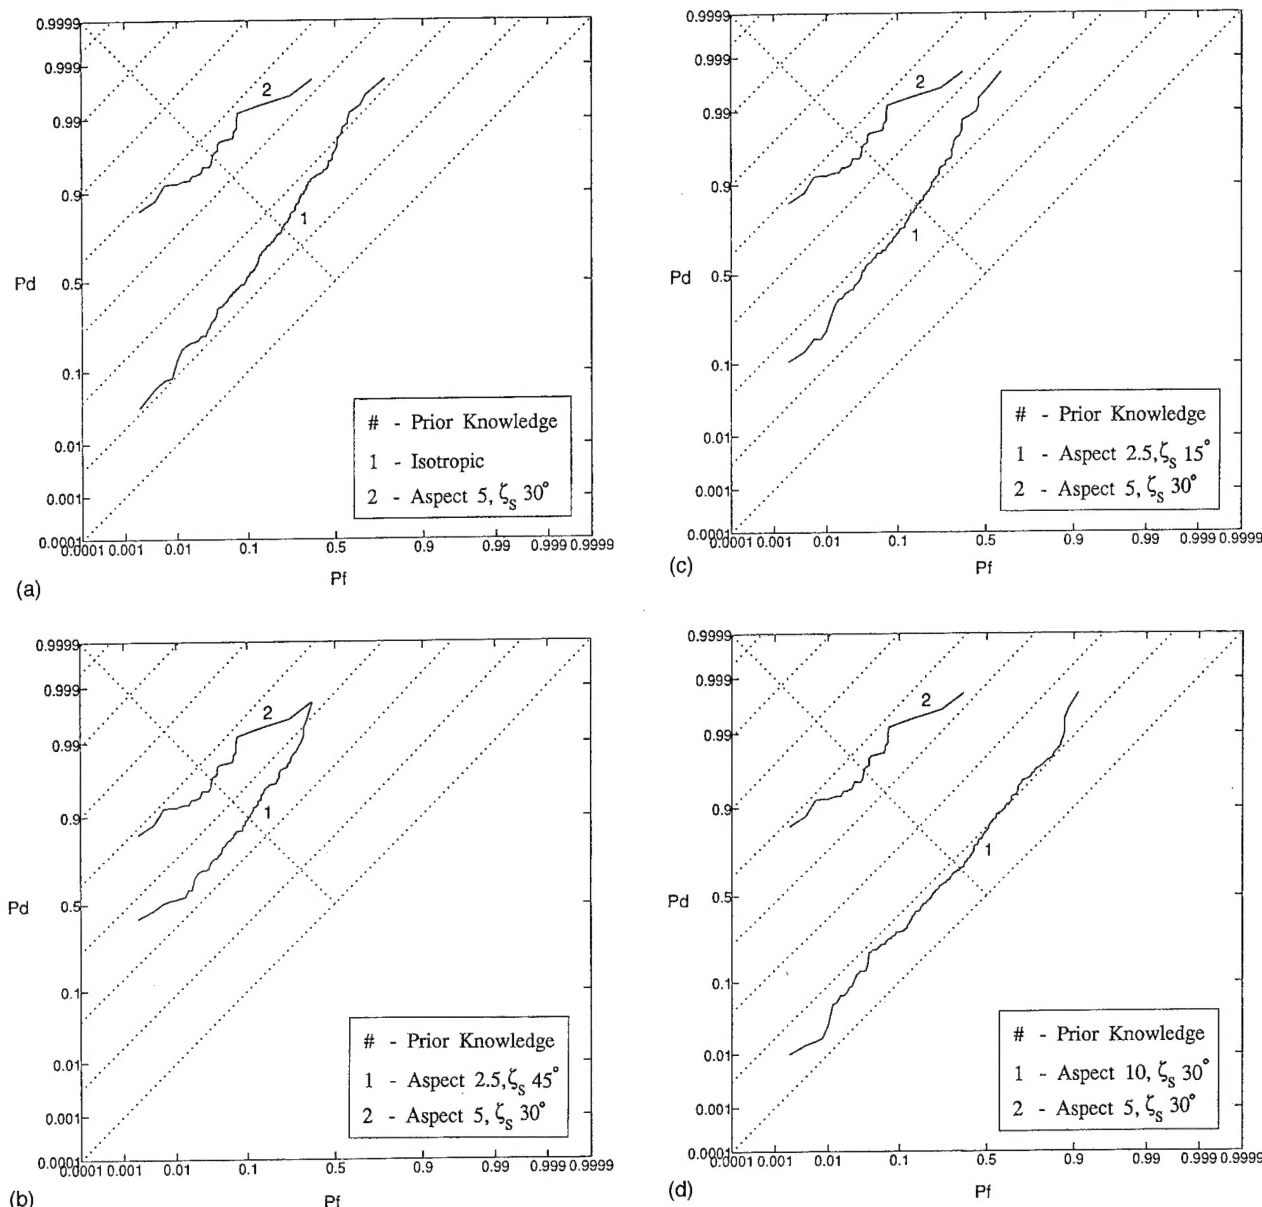 0.9999
0.999
0.99
0.9
Pd
0.5
0.1
0.01
0.001
0.0001
0.0001 0.001 0.01 0.1 0.5 0.9 0.99 0.999 0.9999
Pf
2
1
# - Prior Knowledge
1 - Isotropic
2 - Aspect 5, ζs 30°
(a)
0.9999
0.999
0.99
0.9
Pd
0.5
0.1
0.01
0.001
0.0001
0.0001 0.001 0.01 0.1 0.5 0.9 0.99 0.999 0.9999
Pf
2
1
# - Prior Knowledge
1 - Aspect 2.5, ζs 15°
2 - Aspect 5, ζs 30°
(c)
0.9999
0.999
0.99
0.9
Pd
0.5
0.1
0.01
0.001
0.0001
0.0001 0.001 0.01 0.1 0.5 0.9 0.99 0.999 0.9999
Pf
2
1
# - Prior Knowledge
1 - Aspect 2.5, ζs 45°
2 - Aspect 5, ζs 30°
(b)
0.9999
0.999
0.99
0.9
Pd
0.5
0.1
0.01
0.001
0.0001
0.0001 0.001 0.01 0.1 0.5 0.9 0.99 0.999 0.9999
Pf
2
1
# - Prior Knowledge
1 - Aspect 10, ζs 30°
2 - Aspect 5, ζs 30°
(d)